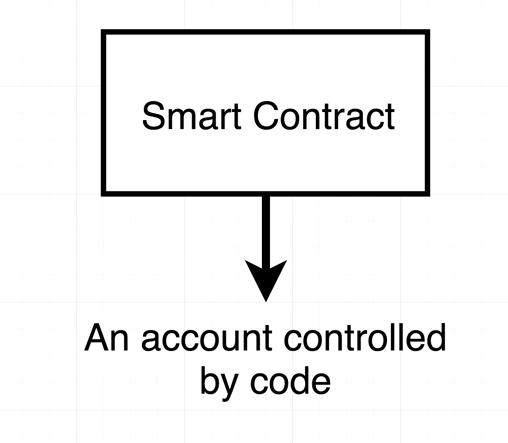 Smart Contract
An account controlled
by code